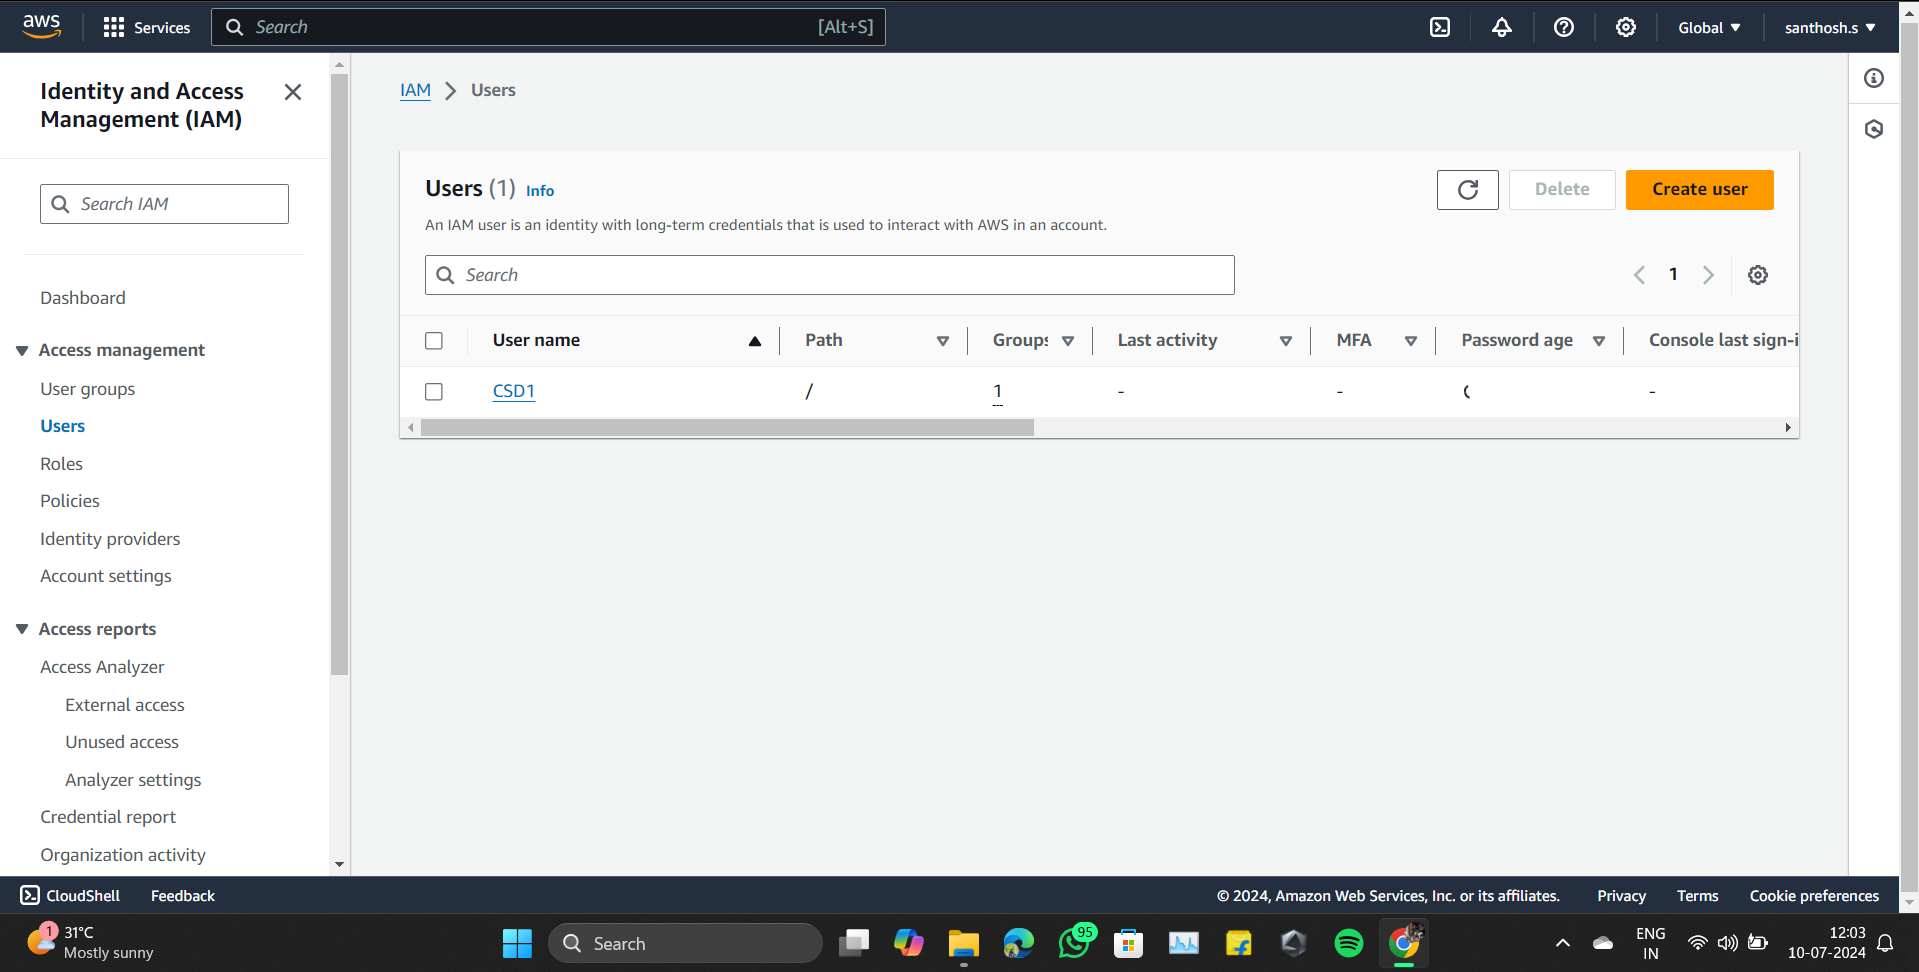 aws
Services
Search
[Alt+S]
Global
santhosh.s
Identity and Access
Management (IAM)
Search IAM
Dashboard
Access management
User groups
Users
Roles
Policies
Identity providers
Account settings
Access reports
Access Analyzer
External access
Unused access
Analyzer settings
Credential report
Organization activity
IAM
Users
Users (1) Info
Delete
Create user
An IAM user is an identity with long-term credentials that is used to interact with AWS in an account.
Search
1
User name
Path
Groups
Last activity
MFA
Password age
Console last sign-i
CSD1
/
1
-
-
-
CloudShell
Feedback
© 2024, Amazon Web Services, Inc. or its affiliates.
Privacy
Terms
Cookie preferences
1
31°C
Mostly sunny
Search
95
ENG
IN
12:03
10-07-2024